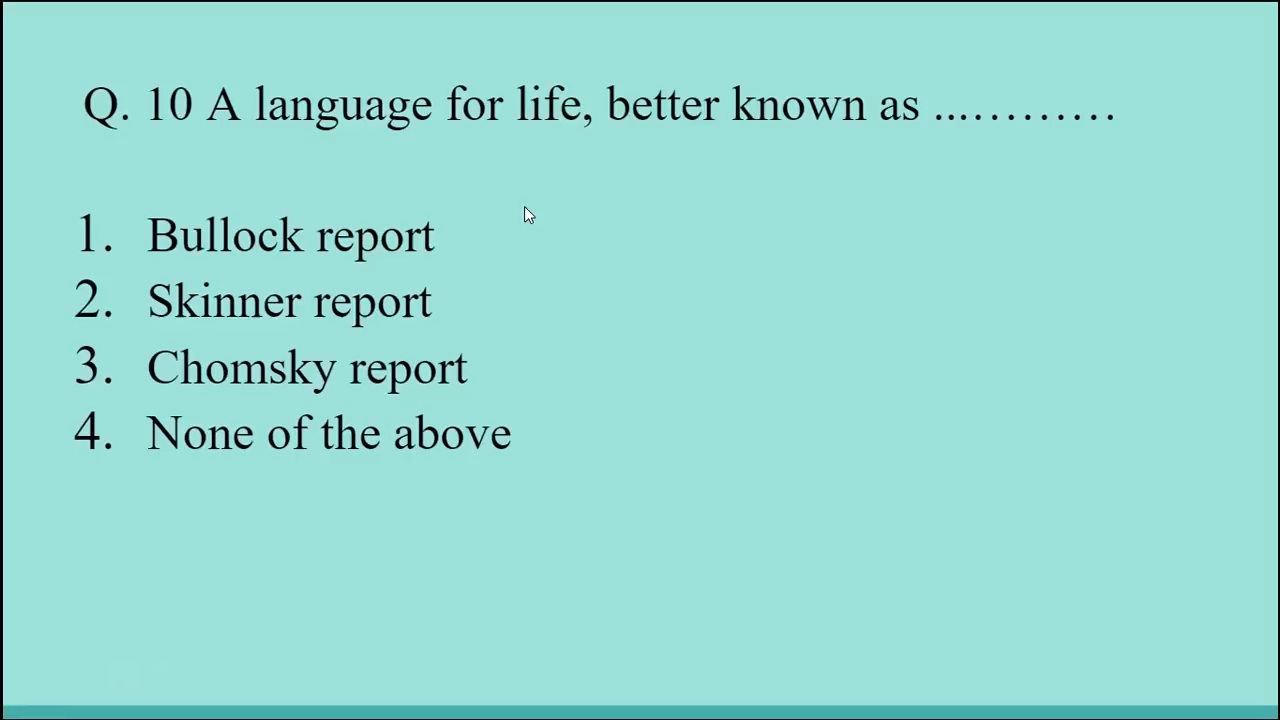 Q. 10 A language for life, better known as ...………
1. Bullock report
2. Skinner report
3. Chomsky report
4. None of the above